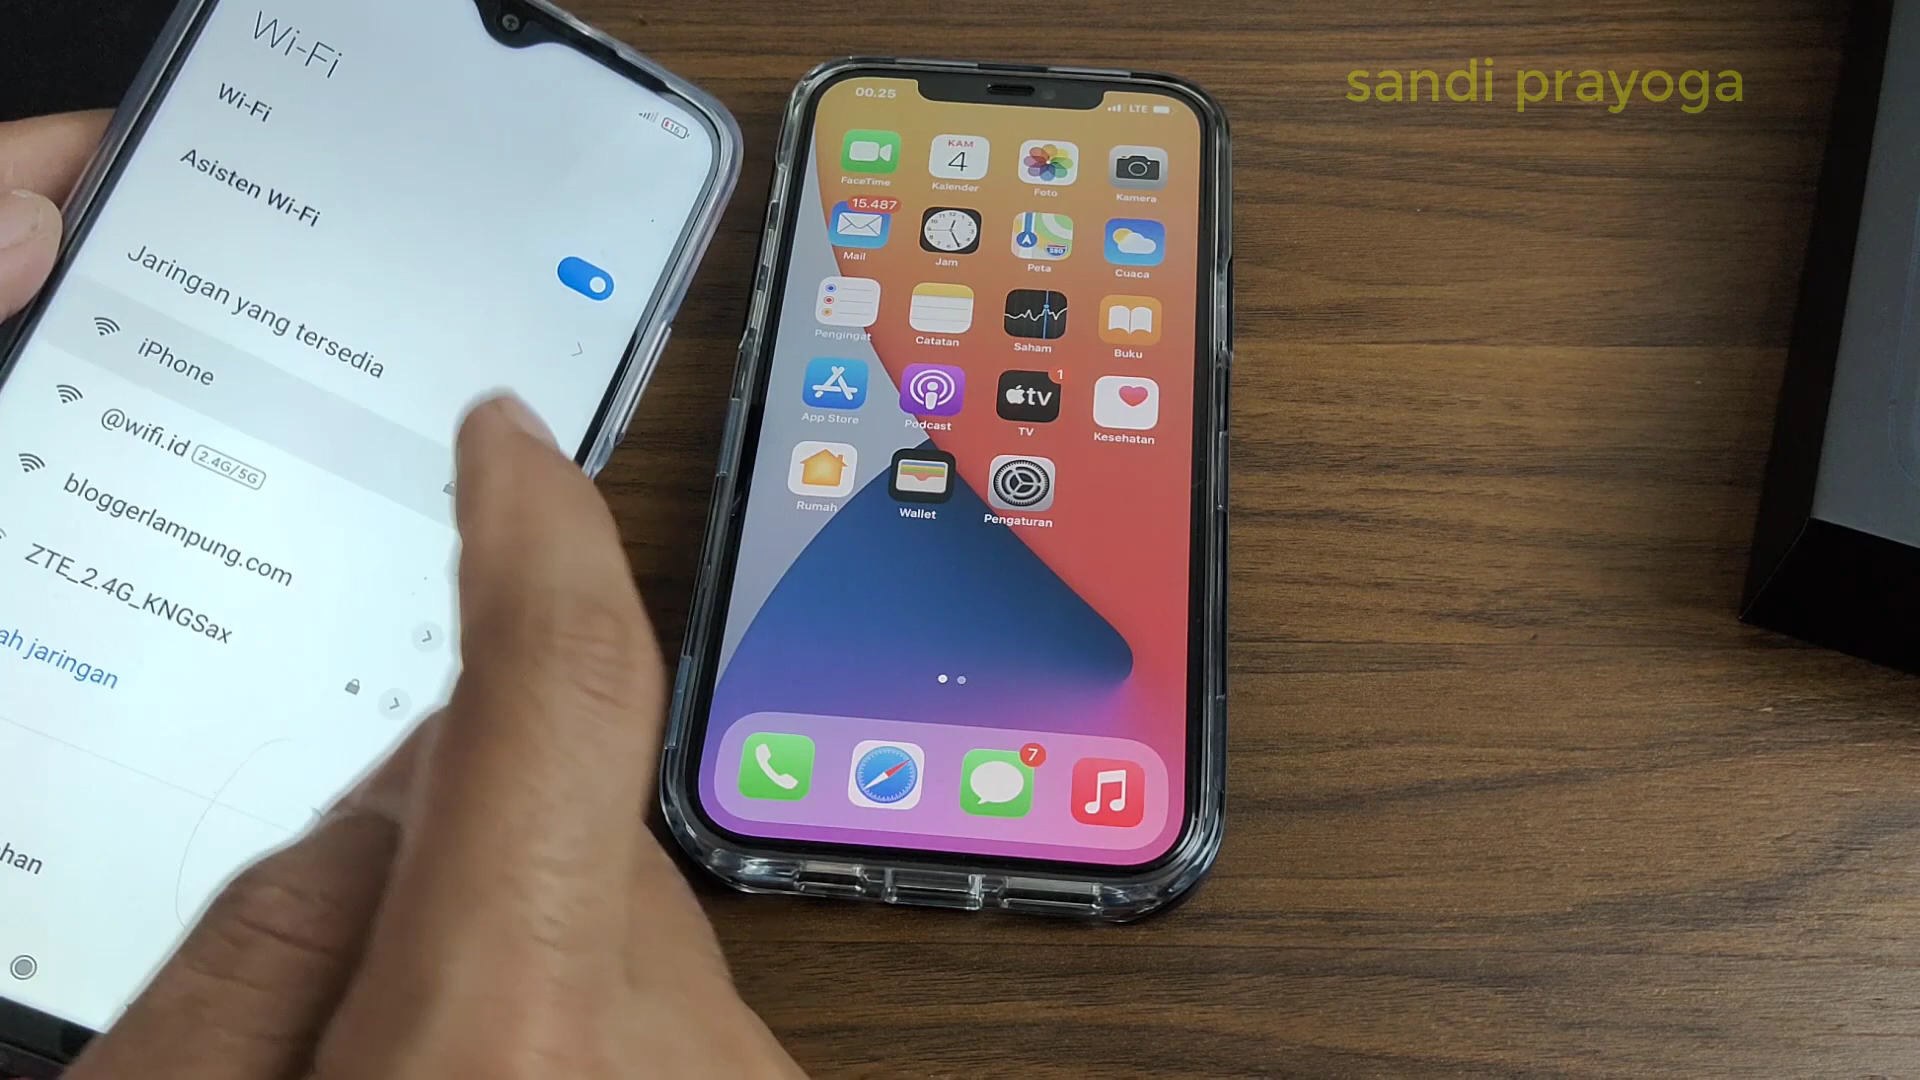 Wi-Fi
Wi-Fi
Asisten Wi-Fi
Jaringan yang tersedia
iPhone
@wifi.id 2.4G/5G
bloggerlampung.com
ZTE_2.4G_KNGSax
ah jaringan
han
16
sandi prayoga
00.25
LTE
FaceTime
KAM
4
Kalender
Foto
Kamera
15.487
Mail
Jam
Peta
280
Cuaca
Pengingat
Catatan
Saham
Buku
App Store
Podcast
1
tv
TV
Kesehatan
Rumah
Wallet
Pengaturan
7